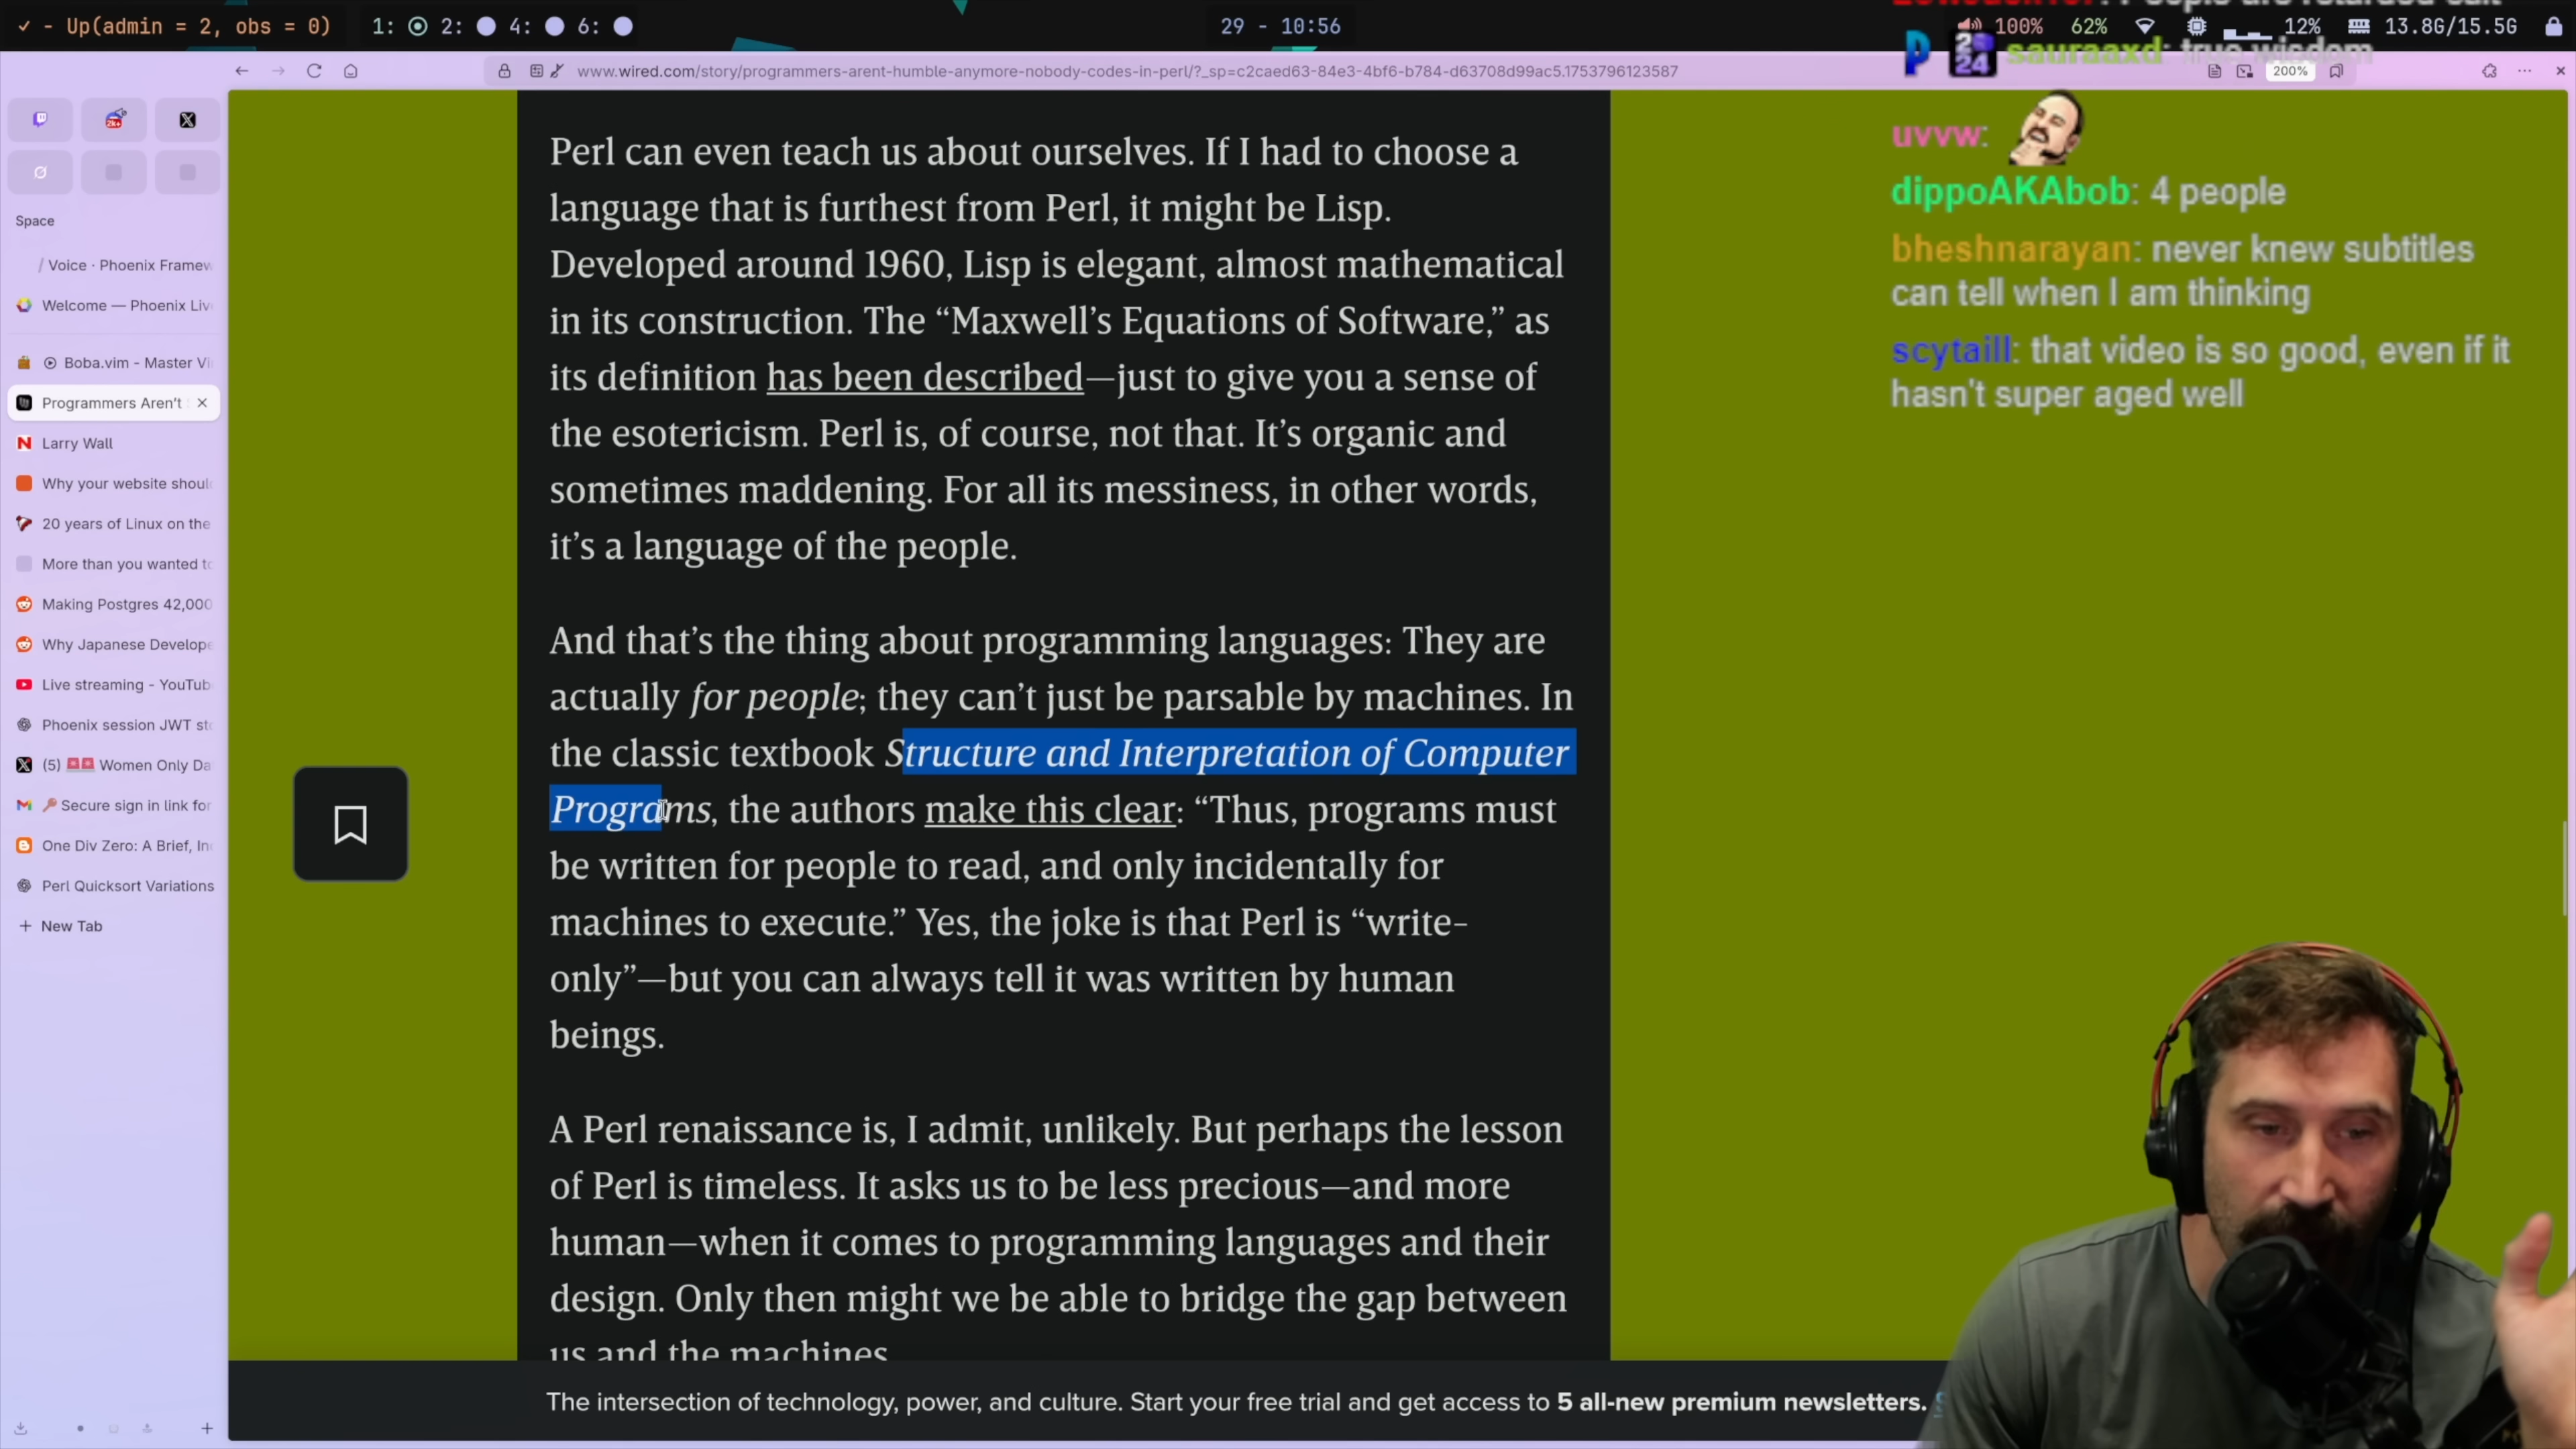 ✓ - Up(admin = 2, obs = 0)
1: 2: 4: 6:
29 - 10:56
100% 62% 12% 13.8G/15.5G
www.wired.com/story/programmers-arent-humble-anymore-nobody-codes-in-perl/?_sp=c2caed63-84e3-4bf6-b784-d63708d99ac5.1753796123587
200%
Space
/ Voice · Phoenix Framew
Welcome — Phoenix Liv
Boba.vim - Master Vi
Programmers Aren't
Larry Wall
Why your website shoul
20 years of Linux on the
More than you wanted to
Making Postgres 42,000
Why Japanese Develope
Live streaming - YouTub
Phoenix session JWT sto
(5) Women Only Da
Secure sign in link for
One Div Zero: A Brief, In
Perl Quicksort Variations
New Tab
Perl can even teach us about ourselves. If I had to choose a
language that is furthest from Perl, it might be Lisp.
Developed around 1960, Lisp is elegant, almost mathematical
in its construction. The “Maxwell’s Equations of Software,” as
its definition has been described—just to give you a sense of
the esotericism. Perl is, of course, not that. It’s organic and
sometimes maddening. For all its messiness, in other words,
it’s a language of the people.
And that’s the thing about programming languages: They are
actually for people; they can’t just be parsable by machines. In
the classic textbook Structure and Interpretation of Computer
Programs, the authors make this clear: “Thus, programs must
be written for people to read, and only incidentally for
machines to execute.” Yes, the joke is that Perl is “write-
only”—but you can always tell it was written by human
beings.
A Perl renaissance is, I admit, unlikely. But perhaps the lesson
of Perl is timeless. It asks us to be less precious—and more
human—when it comes to programming languages and their
design. Only then might we be able to bridge the gap between
us and the machines.
The intersection of technology, power, and culture. Start your free trial and get access to 5 all-new premium newsletters.
sauraaxd: true wisdom
uvvw:
dippoAKAbob: 4 people
bheshnarayan: never knew subtitles
can tell when I am thinking
scytaill: that video is so good, even if it
hasn't super aged well